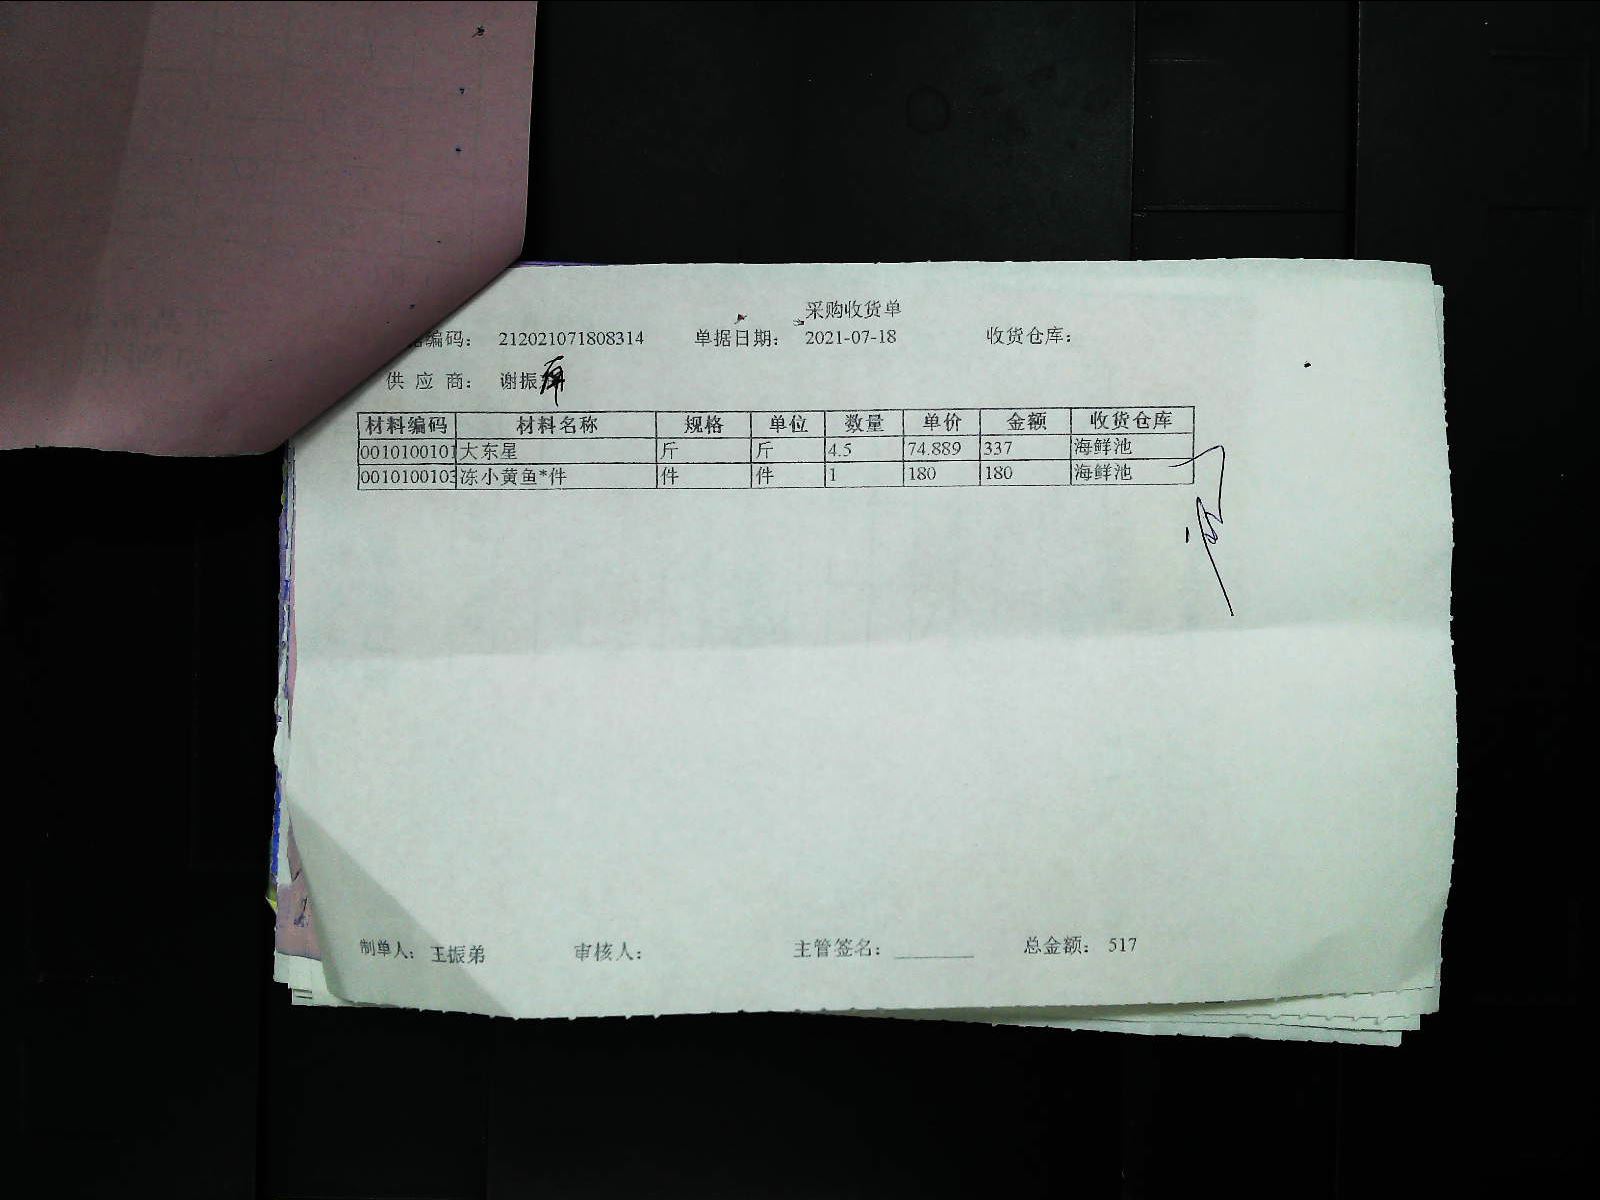 采购收货单
编码： 212021071808314 单据日期： 2021-07-18 收货仓库：
供应商： 谢振
材料编码 材料名称 规格 单位 数量 单价 金额 收货仓库
0010100101 大东星 斤 斤 4.5 74.889 337 海鲜池
0010100103 冻小黄鱼*件 件 件 1 180 180 海鲜池
制单人： 王振弟 审核人： 主管签名： 总金额： 517